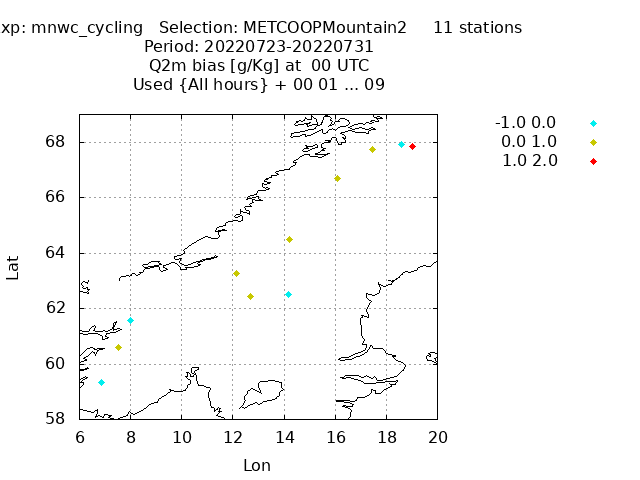 xp: mnwc_cycling   Selection: METCOOPMountain2     11 stations
Period: 20220723-20220731
Q2m bias [g/Kg] at  00 UTC
Used {All hours} + 00 01 ... 09
-1.0 0.0
0.0 1.0
1.0 2.0
68
66
64
62
60
58
Lat
6 8 10 12 14 16 18 20
Lon